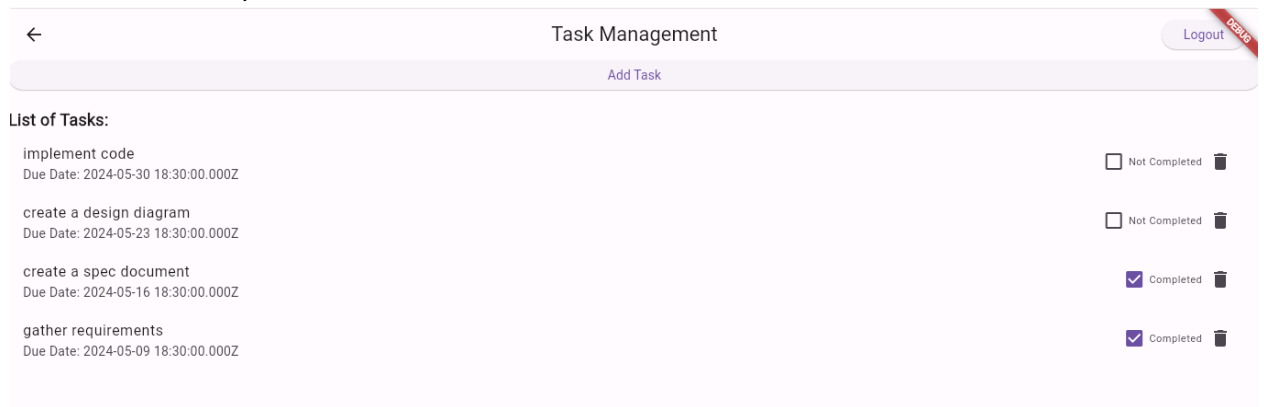 Task Management
Logout
DEBUG
Add Task
List of Tasks:
implement code
Due Date: 2024-05-30 18:30:00.000Z
Not Completed
create a design diagram
Due Date: 2024-05-23 18:30:00.000Z
Not Completed
create a spec document
Due Date: 2024-05-16 18:30:00.000Z
Completed
gather requirements
Due Date: 2024-05-09 18:30:00.000Z
Completed